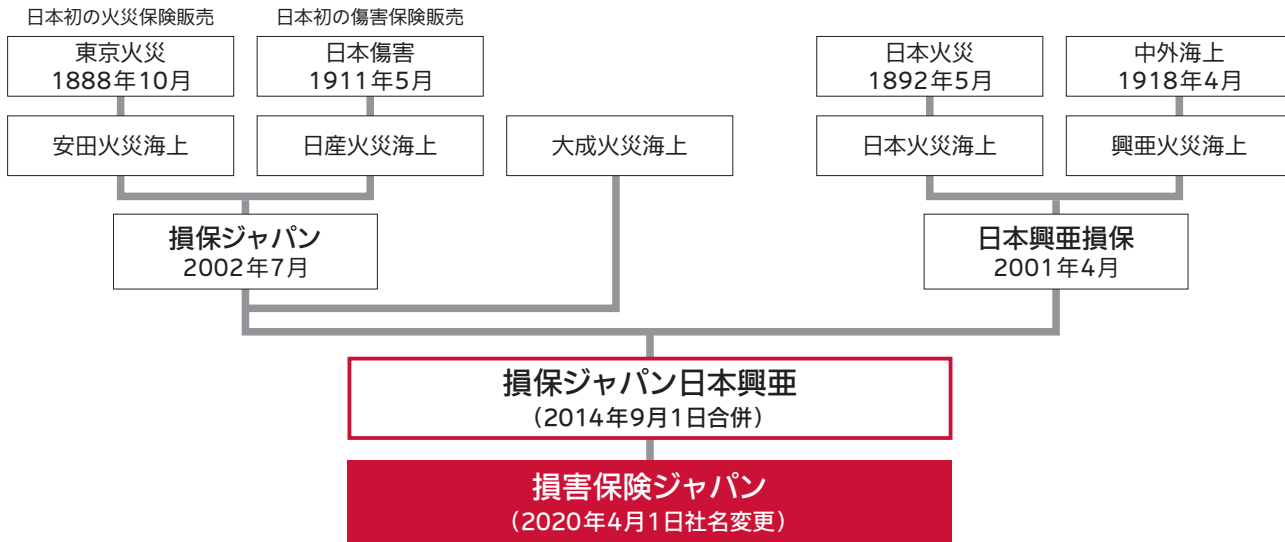 日本初の火災保険販売
日本初の傷害保険販売
東京火災
1888年10月
日本傷害
1911年5月
日本火災
1892年5月
中外海上
1918年4月
安田火災海上
日産火災海上
大成火災海上
日本火災海上
興亜火災海上
損保ジャパン
2002年7月
日本興亜損保
2001年4月
損保ジャパン日本興亜
（2014年9月1日合併）
損害保険ジャパン
（2020年4月1日社名変更）